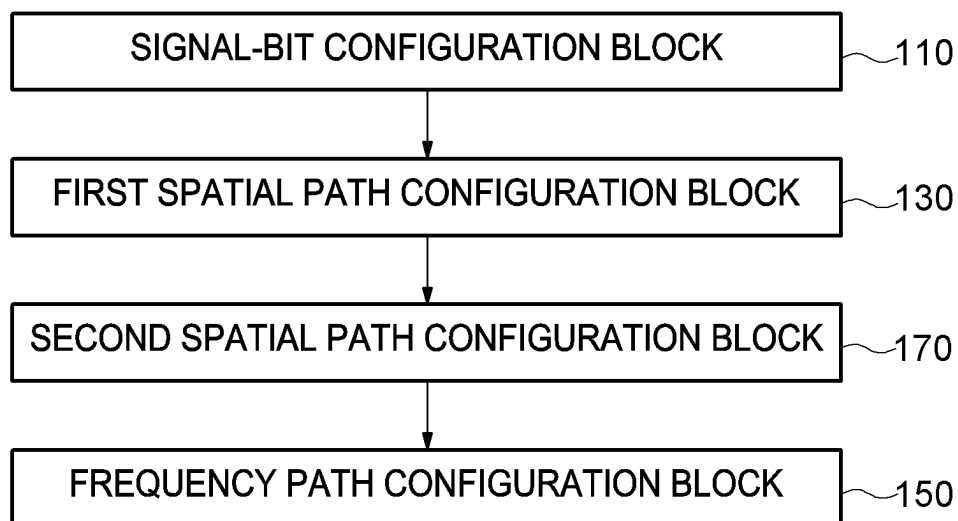 SIGNAL-BIT CONFIGURATION BLOCK 110
FIRST SPATIAL PATH CONFIGURATION BLOCK 130
SECOND SPATIAL PATH CONFIGURATION BLOCK 170
FREQUENCY PATH CONFIGURATION BLOCK 150